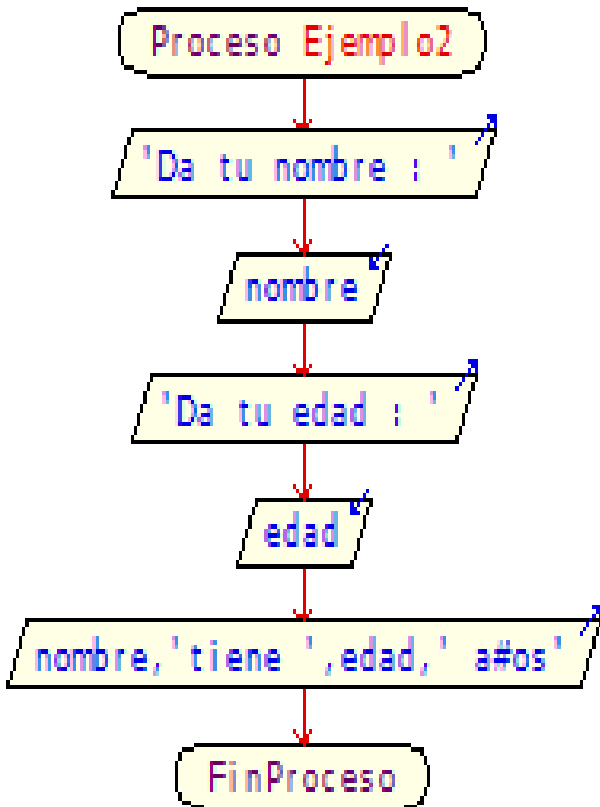 Proceso Ejemplo2
'Da tu nombre : '
nombre
'Da tu edad : '
edad
nombre,'tiene ',edad,' a#os'
FinProceso